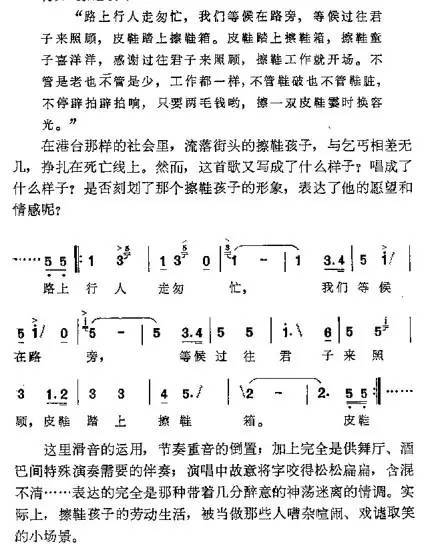 “路上行人走匆忙，我们等候在路旁，等候过往君
子来照顾，皮鞋踏上擦鞋箱。皮鞋踏上擦鞋箱，擦鞋童
子喜洋洋，感谢过往君子来照顾，擦鞋工作就开场。不
管是老也不管是少，工作都一样，不管鞋破也不管鞋脏，
不停辟拍辟拍响，只要两毛钱哟，擦一双皮鞋霎时换容
光。”
在港台那样的社会里，流落街头的擦鞋孩子，与乞丐相差无
几，挣扎在死亡线上。然而，这首歌又写成了什么样子？唱成了
什么样子？是否刻划了那个擦鞋孩子的形象，表达了他的愿望和
情感呢？
…… 5 5 ‖: 1 3 | 1 3 0 | 1 - | 1 3.4 | 5 i /
路上 行 人 走匆 忙， 我们 等 候
5 i / 0 | 5 - | 5 3.4 | 5 5 | i. \ 6 | 5 5
在路 旁， 等候 过 往 君 子 来 照
3 1.2 | 3 3 | 4 5. / | \2 - | 2. 5 5 :‖ ……
顾，皮鞋 踏 上 擦 鞋 箱。 皮鞋
这里滑音的运用，节奏重音的倒置；加上完全是供舞厅、酒
巴间特殊演奏需要的伴奏；演唱中故意将字咬得松松扁扁，含混
不清……表达的完全是那种带着几分醉意的神荡迷离的情调。实
际上，擦鞋孩子的劳动生活，被当做那些人嘈杂喧闹、戏谑取笑
的小场景。